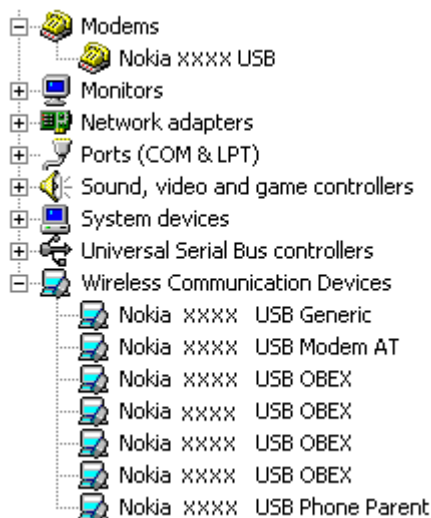 Modems
Nokia xxxx USB
Monitors
Network adapters
Ports (COM & LPT)
Sound, video and game controllers
System devices
Universal Serial Bus controllers
Wireless Communication Devices
Nokia xxxx USB Generic
Nokia xxxx USB Modem AT
Nokia xxxx USB OBEX
Nokia xxxx USB OBEX
Nokia xxxx USB OBEX
Nokia xxxx USB OBEX
Nokia xxxx USB Phone Parent